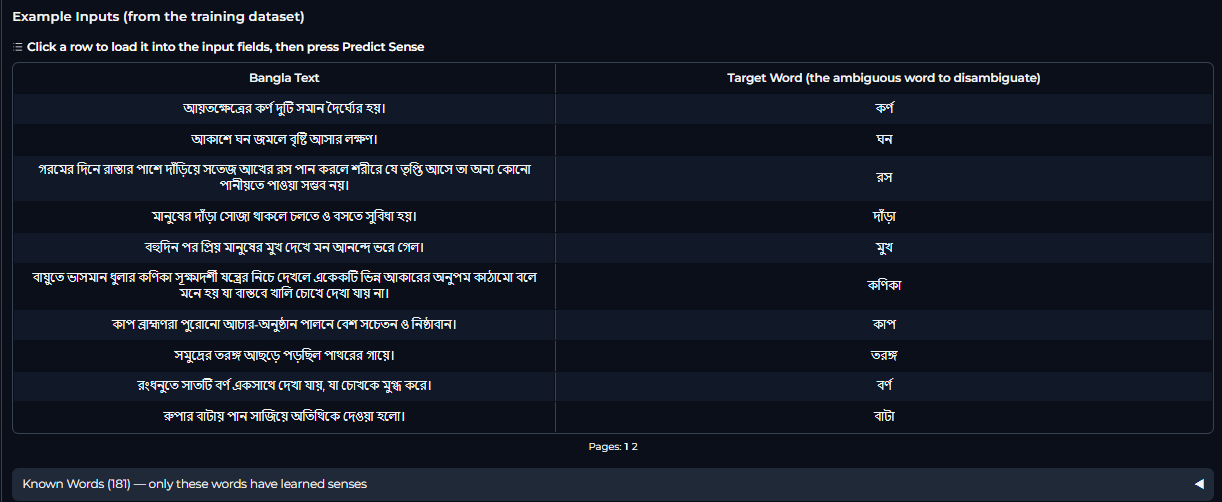 Example Inputs (from the training dataset)
Click a row to load it into the input fields, then press Predict Sense
Bangla Text Target Word (the ambiguous word to disambiguate)
আয়তক্ষেত্রের কর্ণ দুটি সমান দৈর্ঘ্যের হয়। কর্ণ
আকাশে ঘন জমলে বৃষ্টি আসার লক্ষণ। ঘন
গরমের দিনে রাস্তার পাশে দাঁড়িয়ে সতেজ আখের রস পান করলে শরীরে যে তৃপ্তি আসে তা অন্য কোনো
পানীয়তে পাওয়া সম্ভব নয়। রস
মানুষের দাঁড়া সোজা থাকলে চলতে ও বসতে সুবিধা হয়। দাঁড়া
বহুদিন পর প্রিয় মানুষের মুখ দেখে মন আনন্দে ভরে গেল। মুখ
বায়ুতে ভাসমান ধুলার কণিকা সূক্ষ্মদর্শী যন্ত্রের নিচে দেখলে একেকটি ভিন্ন আকারের অনুপম কাঠামো বলে
মনে হয় যা বাস্তবে খালি চোখে দেখা যায় না। কণিকা
কাপ ব্রাহ্মণরা পুরোনো আচার-অনুষ্ঠান পালনে বেশ সচেতন ও নিষ্ঠাবান। কাপ
সমুদ্রের তরঙ্গ আছড়ে পড়ছিল পাথরের গায়ে। তরঙ্গ
রংধনুতে সাতটি বর্ণ একসাথে দেখা যায়, যা চোখকে মুগ্ধ করে। বর্ণ
রুপার বাটায় পান সাজিয়ে অতিথিকে দেওয়া হলো। বাটা
Pages: 1 2
Known Words (181) — only these words have learned senses